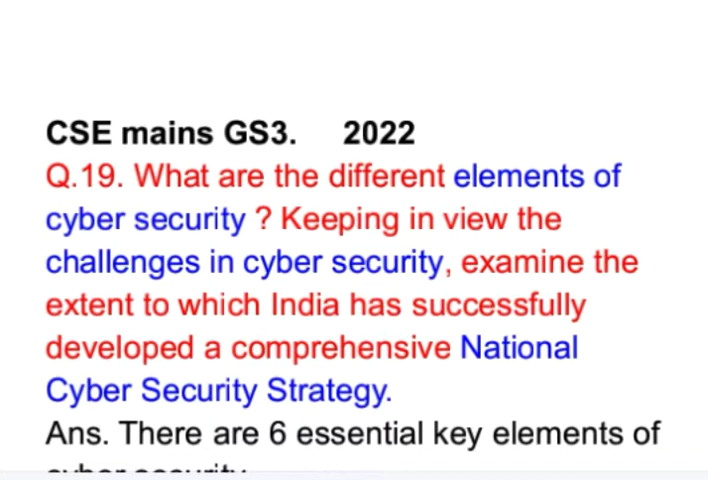 CSE mains GS3. 2022
Q.19. What are the different elements of
cyber security ? Keeping in view the
challenges in cyber security, examine the
extent to which India has successfully
developed a comprehensive National
Cyber Security Strategy.
Ans. There are 6 essential key elements of
cyber security